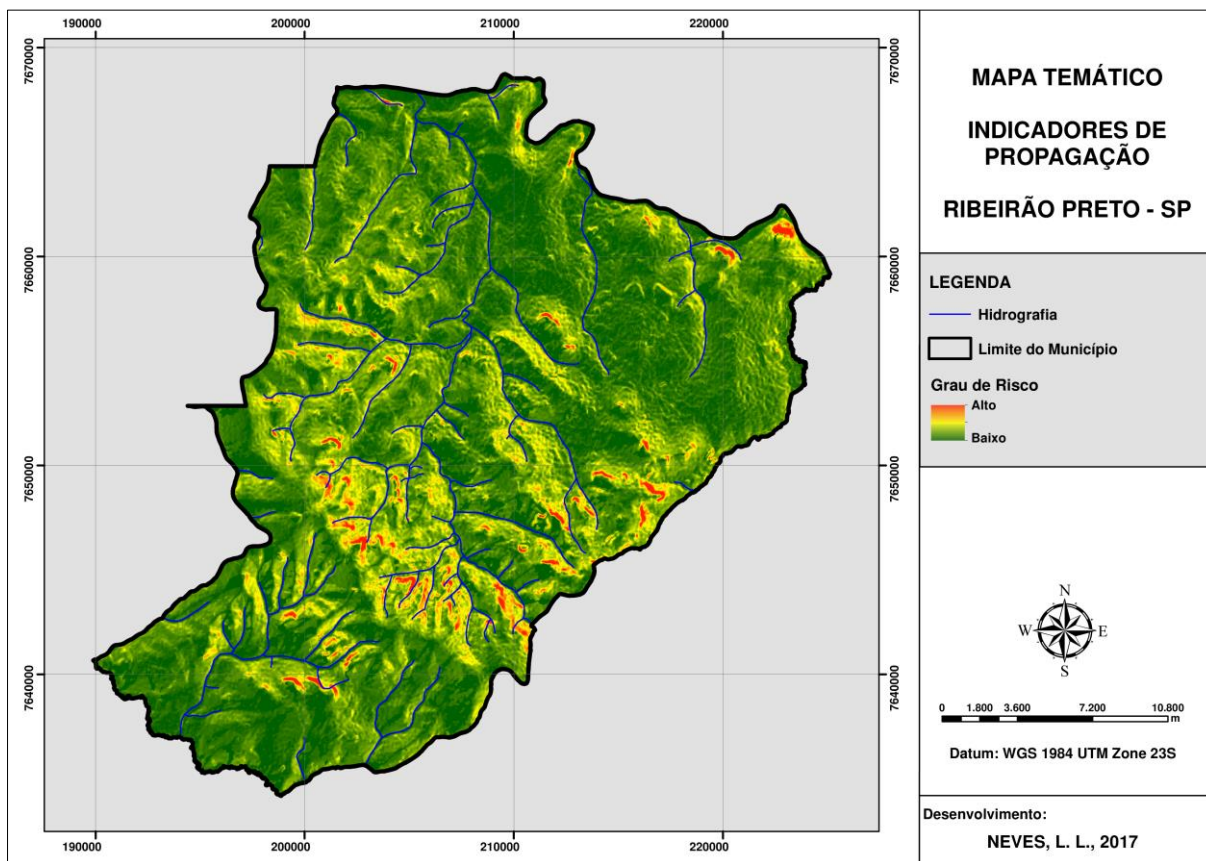 190000 200000 210000 220000
7670000 7670000
7660000 7660000
7650000 7650000
7640000 7640000
190000 200000 210000 220000
MAPA TEMÁTICO
INDICADORES DE
PROPAGAÇÃO
RIBEIRÃO PRETO - SP
LEGENDA
Hidrografia
Limite do Município
Grau de Risco
Alto
Baixo
N
W E
S
0 1.800 3.600 7.200 10.800
m
Datum: WGS 1984 UTM Zone 23S
Desenvolvimento:
NEVES, L. L., 2017